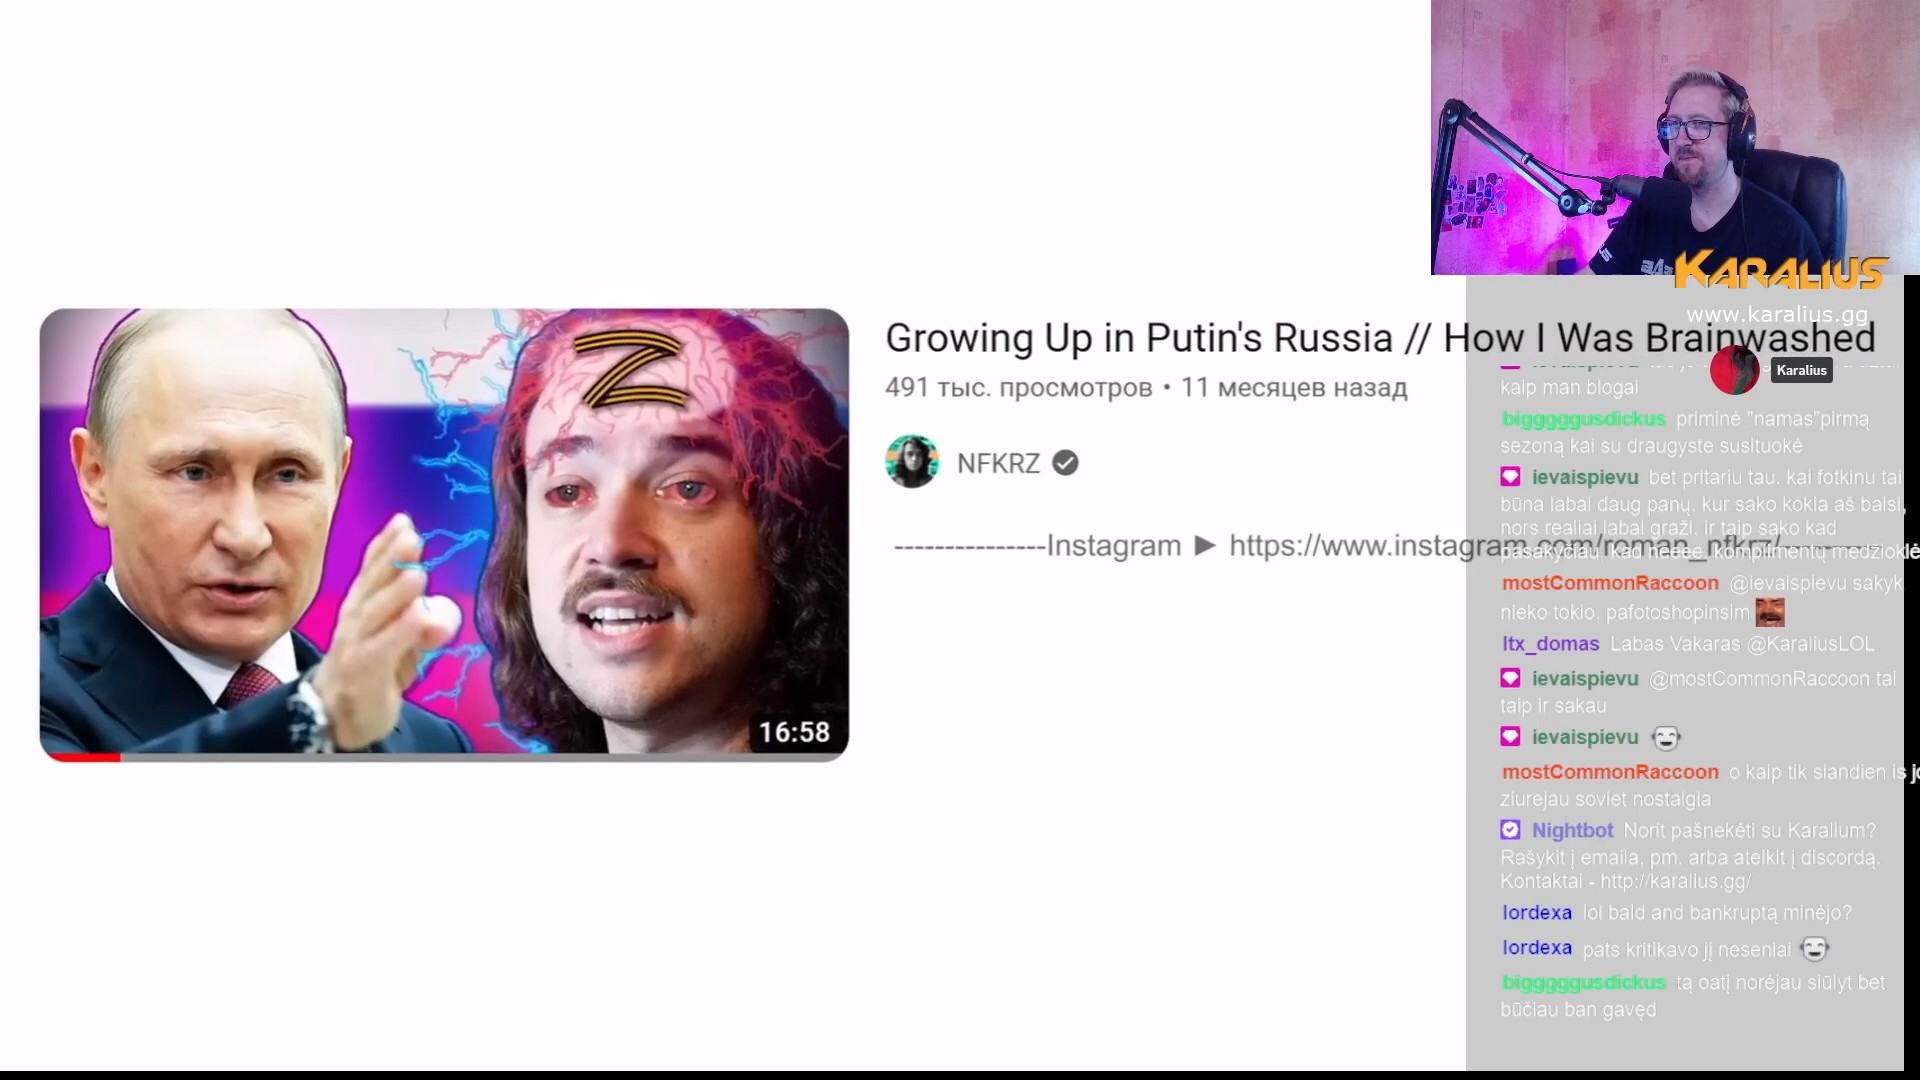 KARALIUS
www.karalius.gg
Growing Up in Putin's Russia // How I Was Brainwashed
491 тыс. просмотров • 11 месяцев назад
NFKRZ
---------------Instagram ► https://www.instagram.com/roman_nfkrz/
Z
16:58
Karalius
ievaispievu
kaip man blogai
bigggggusdickus priminė "namas"pirmą
sezoną kai su draugyste susituokė
ievaispievu bet pritariu tau. kai fotkinu tai
būna labai daug panų, kur sako kokia aš baisi,
nors realiai labai graži, ir taip sako kad
pasakyčiau, kad neeee, komplimentų medžioklė
mostCommonRaccoon @ievaispievu sakyk
nieko tokio, pafotoshopinsim
ltx_domas Labas Vakaras @KaraliusLOL
ievaispievu @mostCommonRaccoon tai
taip ir sakau
ievaispievu
mostCommonRaccoon o kaip tik siandien is jo
ziurejau soviet nostalgia
Nightbot Norit pašnekėti su Karalium?
Rašykit į emailą, pm. arba ateikit į discordą.
Kontaktai - http://karalius.gg/
lordexa lol bald and bankruptą minėjo?
lordexa pats kritikavo jį neseniai
bigggggusdickus tą oatį norėjau siūlyt bet
būčiau ban gavęd